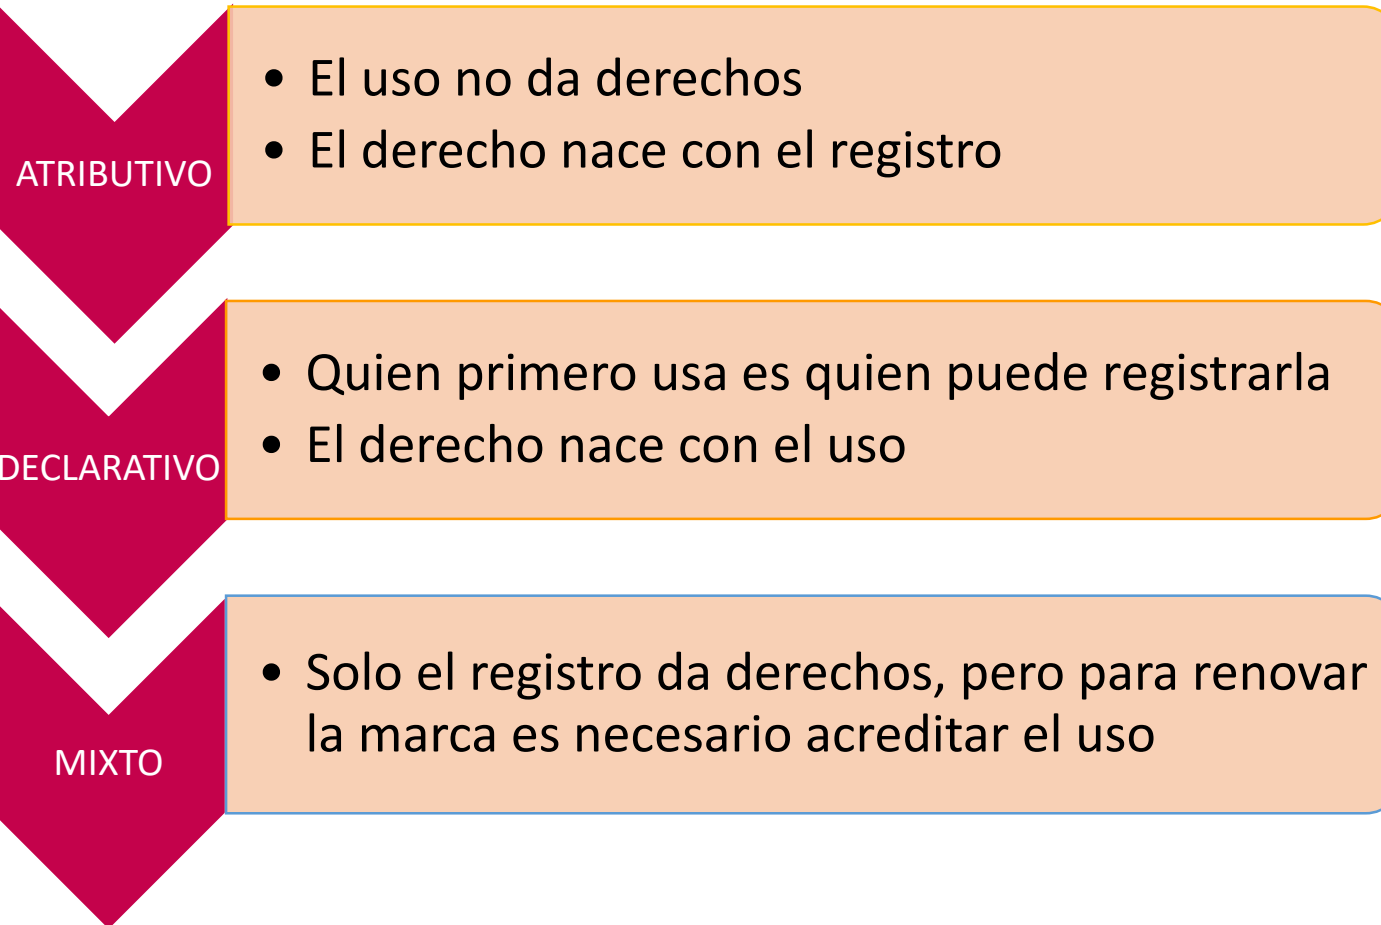 ATRIBUTIVO
• El uso no da derechos
• El derecho nace con el registro
DECLARATIVO
• Quien primero usa es quien puede registrarla
• El derecho nace con el uso
MIXTO
• Solo el registro da derechos, pero para renovar
la marca es necesario acreditar el uso